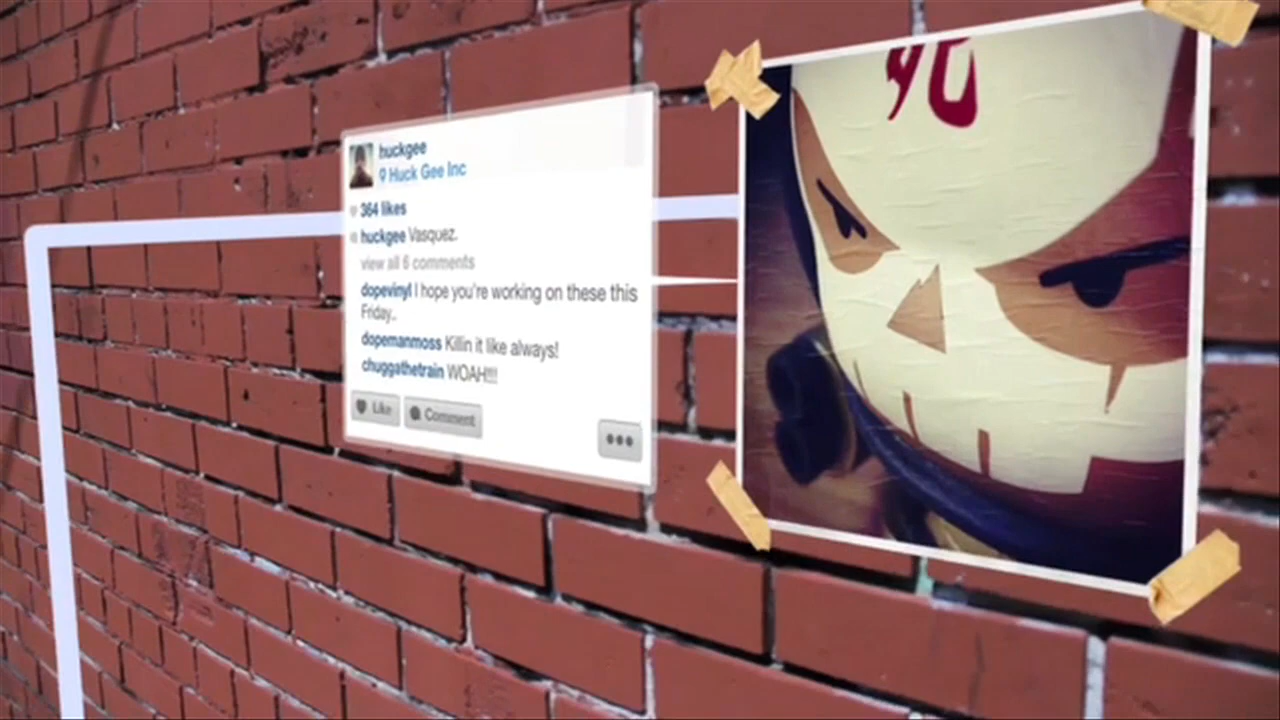 huckgee
Huck Gee Inc
364 likes
huckgee Vasquez.
view all 6 comments
dopevinyl I hope you're working on these this
Friday..
dopemanmoss Killin it like always!
chuggathetrain WOAH!!!
Like
Comment